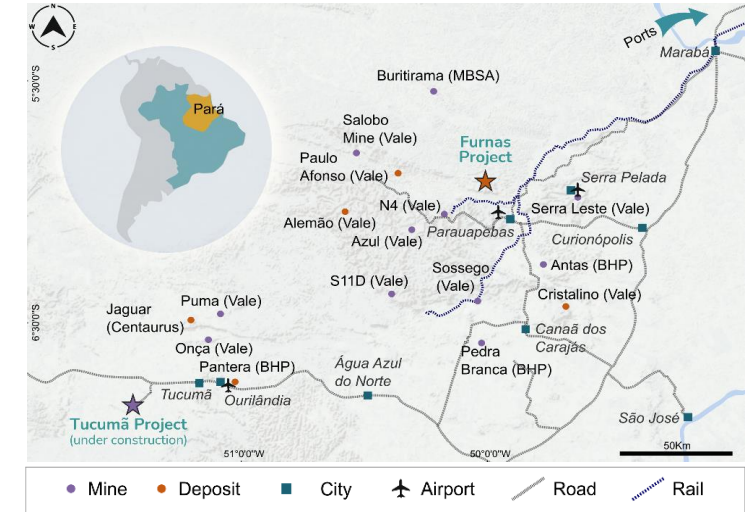 N
W
E
S
Ports
Marabá
5°30'0"S
Pará
Buritirama (MBSA)
Salobo
Mine (Vale)
Furnas
Project
Paulo
Afonso (Vale)
Serra Pelada
N4 (Vale)
Serra Leste (Vale)
Alemão (Vale)
Azul (Vale)
Parauapebas
Curionópolis
Sossego
(Vale)
Antas (BHP)
S11D (Vale)
Cristalino (Vale)
Puma (Vale)
Jaguar
(Centaurus)
6°30'0"S
Onça (Vale)
Canaã dos
Carajás
Pedra
Branca (BHP)
Pantera (BHP)
Água Azul
do Norte
Tucumã
Ourilândia
Tucumã Project
(under construction)
São José
51°0'0"W
50°0'0"W
50Km
Mine
Deposit
City
Airport
Road
Rail